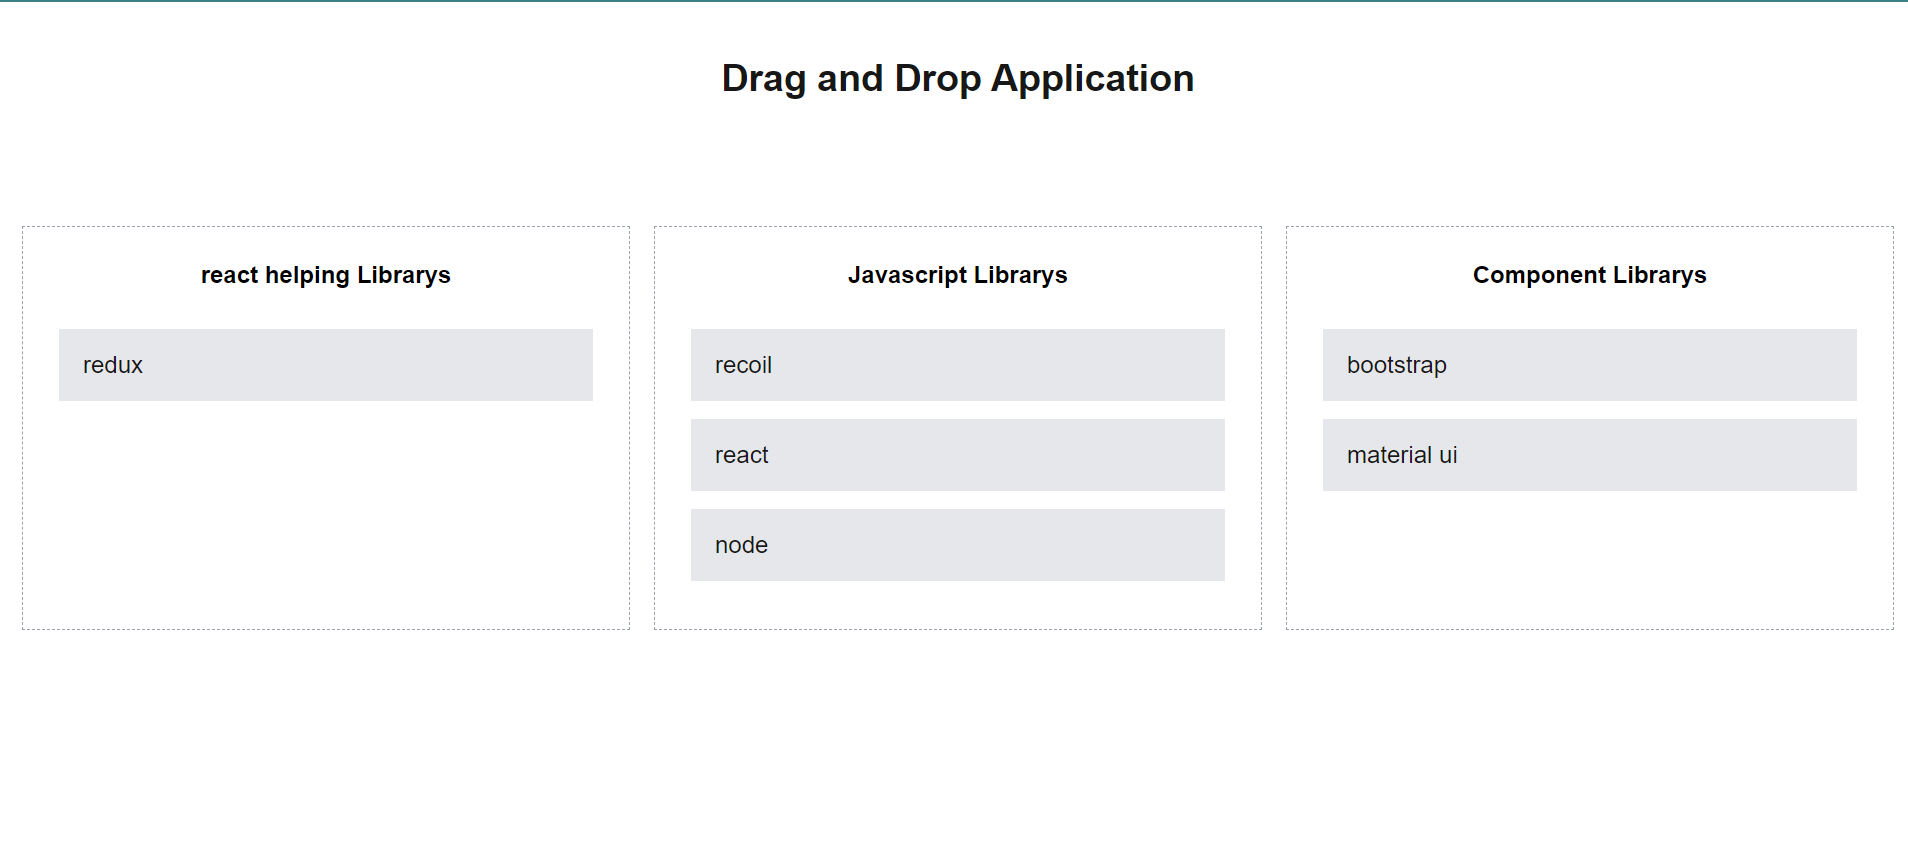 Drag and Drop Application
react helping Librarys
redux
Javascript Librarys
recoil
react
node
Component Librarys
bootstrap
material ui